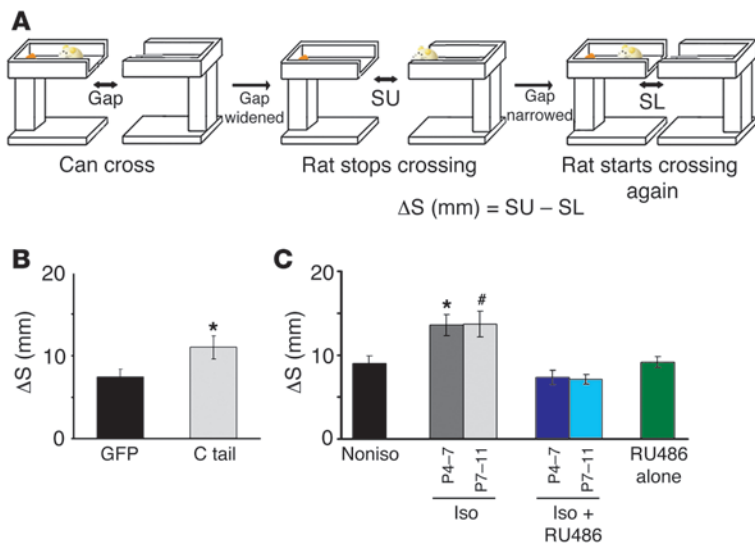 A
Gap
Gap
widened
SU
Gap
narrowed
SL
Can cross
Rat stops crossing
Rat starts crossing
again
ΔS (mm) = SU – SL
B
20
10
0
ΔS (mm)
*
GFP
C tail
C
20
10
0
ΔS (mm)
*
#
Noniso
P4–7
P7–11
Iso
P4–7
P7–11
Iso +
RU486
RU486
alone